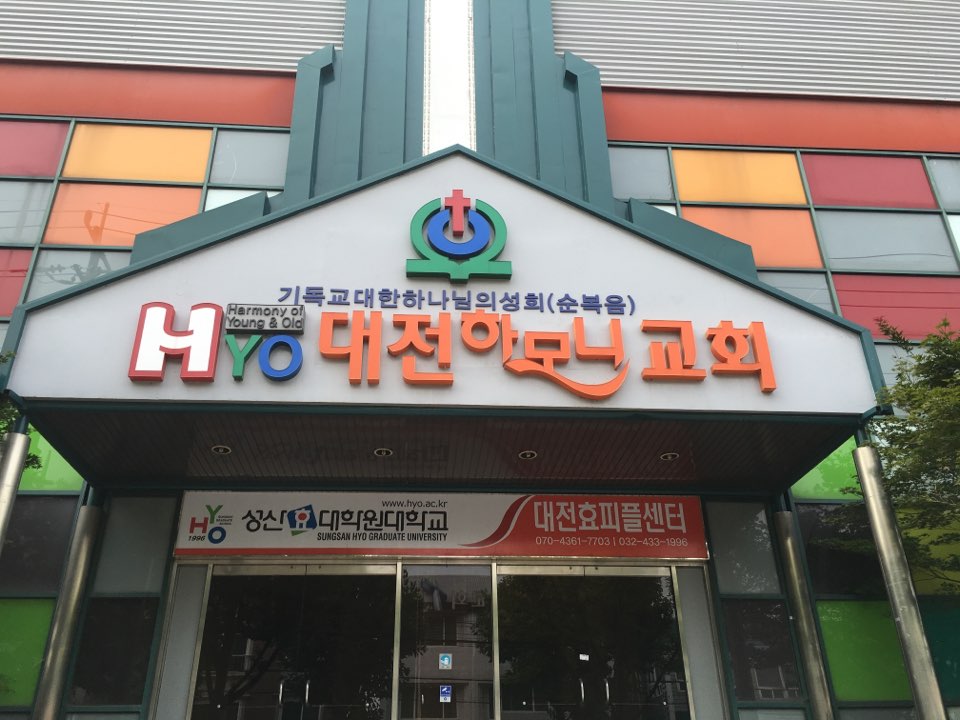 기독교대한하나님의성회(순복음)
Harmony of
Young & Old
HYO 대전하모니교회
www.hyo.ac.kr
HYO 1996 성산효대학원대학교 대전효피플센터
SUNGSAN HYO GRADUATE UNIVERSITY
070-4361-7703 | 032-433-1996